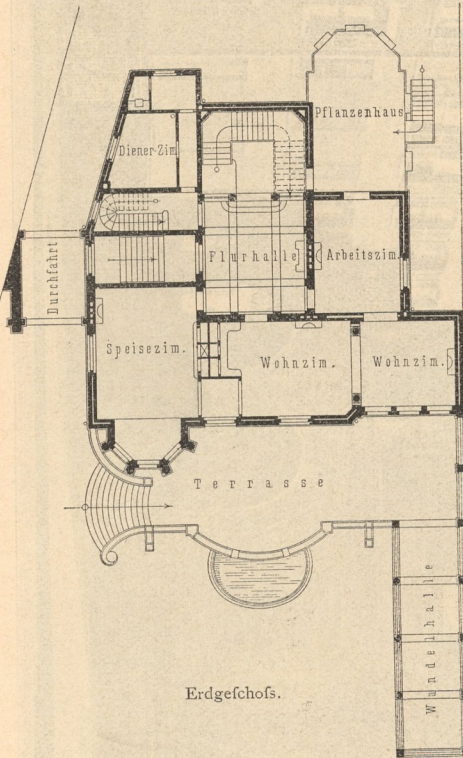 Pflanzenhaus
Diener-Zim.
Durchfahrt
Flurhalle
Arbeitszim.
Speisezim.
Wohnzim.
Wohnzim.
Terrasse
Wandelhalle
Erdgeſchoſs.